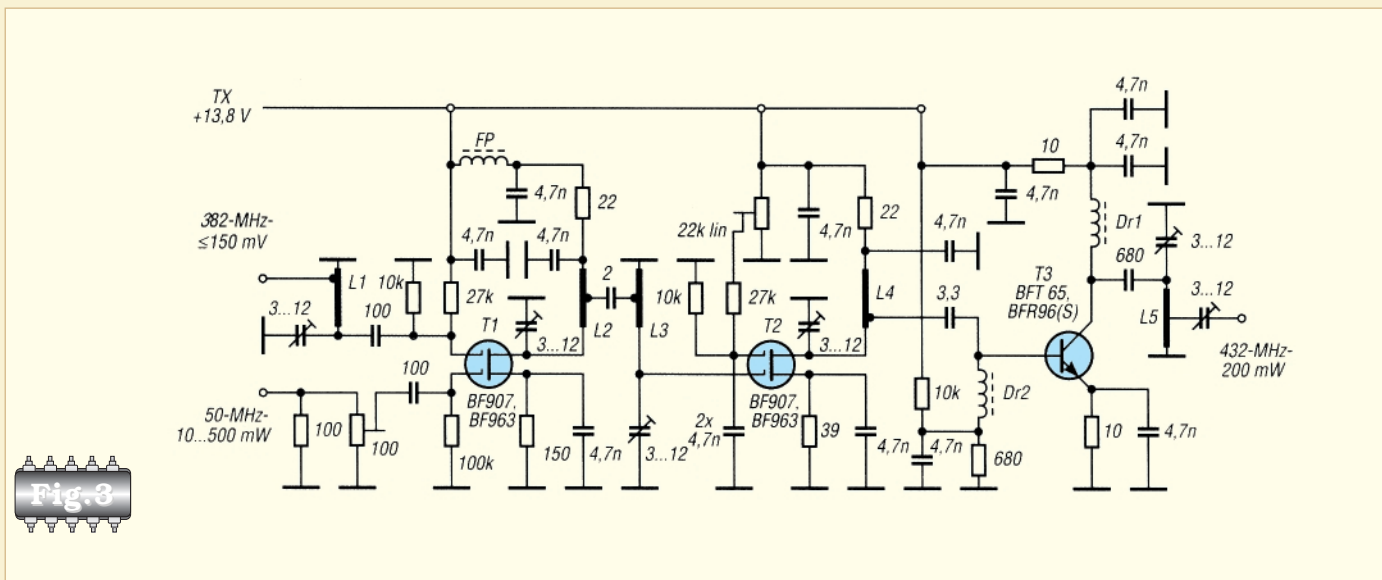 TX
+13,8 V
FP
4,7n
22
4,7n
4,7n
382-MHz-
≤150 mV
L1
10k
27k
3...12
100
T1
3...12
L2
2
L3
100
BF907,
BF963
50-MHz-
10...500 mW
100
100
100k
150
4,7n
3...12
22k lin
4,7n
22
4,7n
10k
27k
T2
3...12
L4
3,3
BF907,
BF963
2x
4,7n
39
4,7n
10k
4,7n
Dr2
680
4,7n
10
4,7n
4,7n
Dr1
680
3...12
T3
BFT 65,
BFR96(S)
L5
3...12
432-MHz-
200 mW
10
4,7n
Fig.3